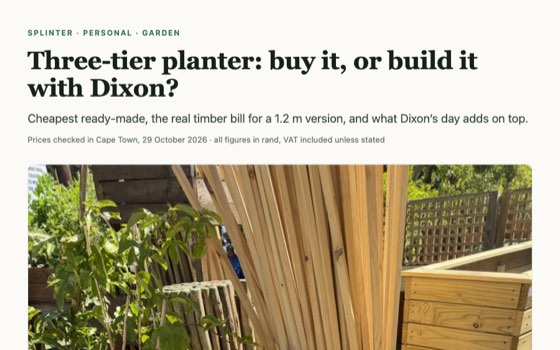 SPLINTER · PERSONAL · GARDEN
Three-tier planter: buy it, or build it
with Dixon?
Cheapest ready-made, the real timber bill for a 1.2 m version, and what Dixon’s day adds on top.
Prices checked in Cape Town, 29 October 2026 · all figures in rand, VAT included unless stated